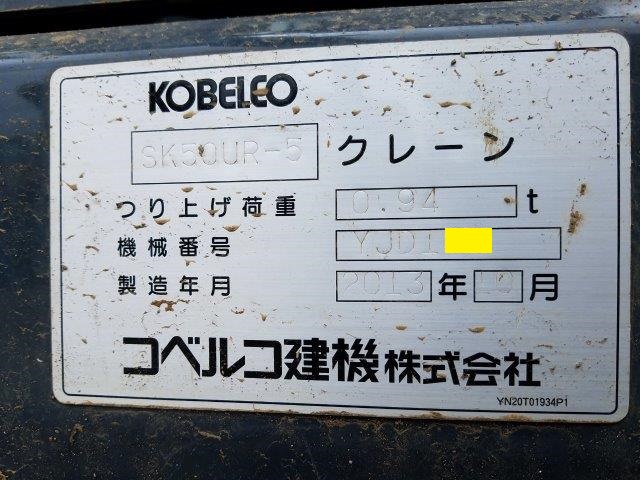 KOBELCO
SK50UR-5 クレーン
つり上げ荷重 0.94 t
機械番号 YJD1
製造年月 2013 年 10 月
コベルコ建機株式会社
YN20T01934P1